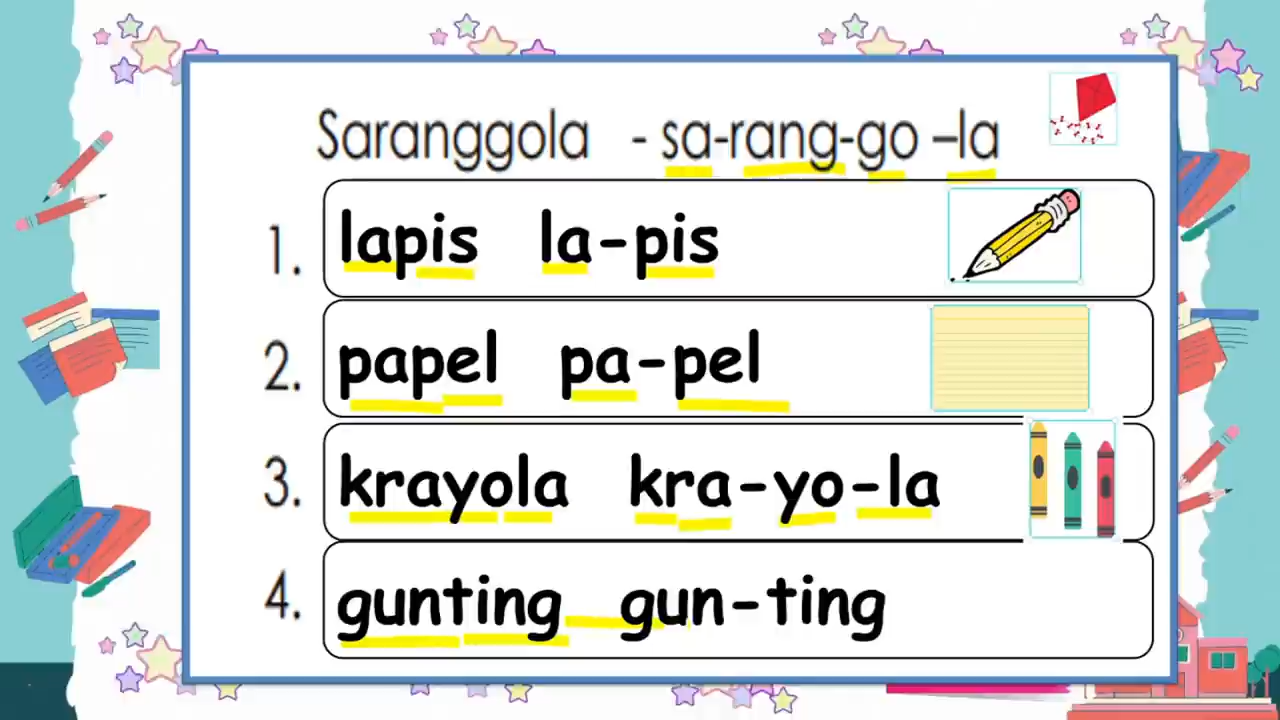 Saranggola - sa-rang-go –la
1. lapis la-pis
2. papel pa-pel
3. krayola kra-yo-la
4. gunting gun-ting